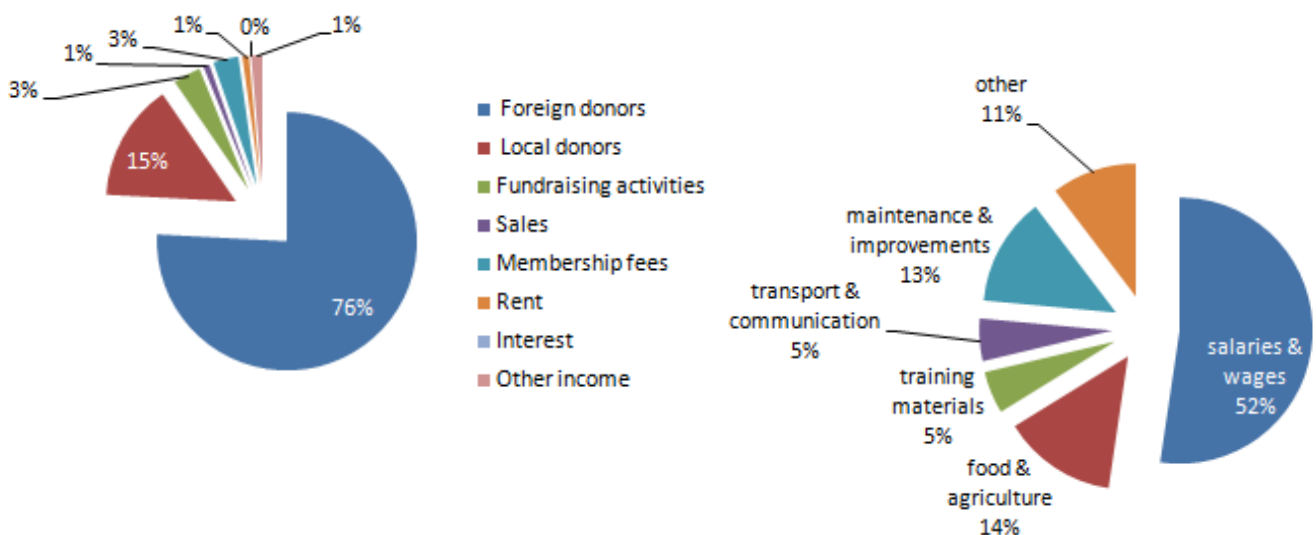 1%
0%
1%
3%
1%
3%
15%
76%
Foreign donors
Local donors
Fundraising activities
Sales
Membership fees
Rent
Interest
Other income
other
11%
maintenance &
improvements
13%
transport &
communication
5%
training
materials
5%
food &
agriculture
14%
salaries &
wages
52%